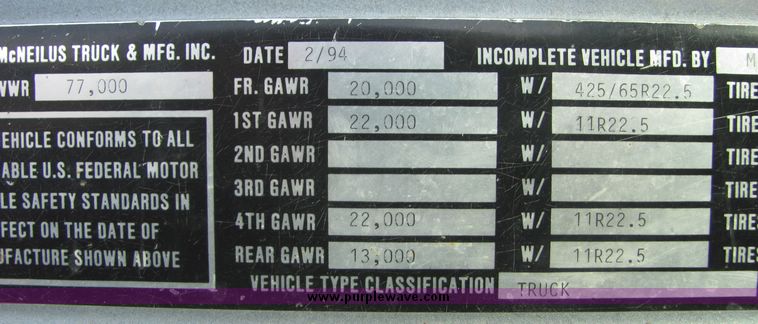 McNEILUS TRUCK & MFG. INC. DATE 2/94 INCOMPLETE VEHICLE MFD. BY M
VWR 77,000 FR. GAWR 20,000 W/ 425/65R22.5 TIRE
1ST GAWR 22,000 W/ 11R22.5 TIRE
EHICLE CONFORMS TO ALL 2ND GAWR W/ TIRE
ABLE U.S. FEDERAL MOTOR 3RD GAWR W/ TIRE
LE SAFETY STANDARDS IN
FECT ON THE DATE OF 4TH GAWR 22,000 W/ 11R22.5 TIRES
UFACTURE SHOWN ABOVE REAR GAWR 13,000 W/ 11R22.5 TIRES
VEHICLE TYPE CLASSIFICATION TRUCK
www.purplewave.com